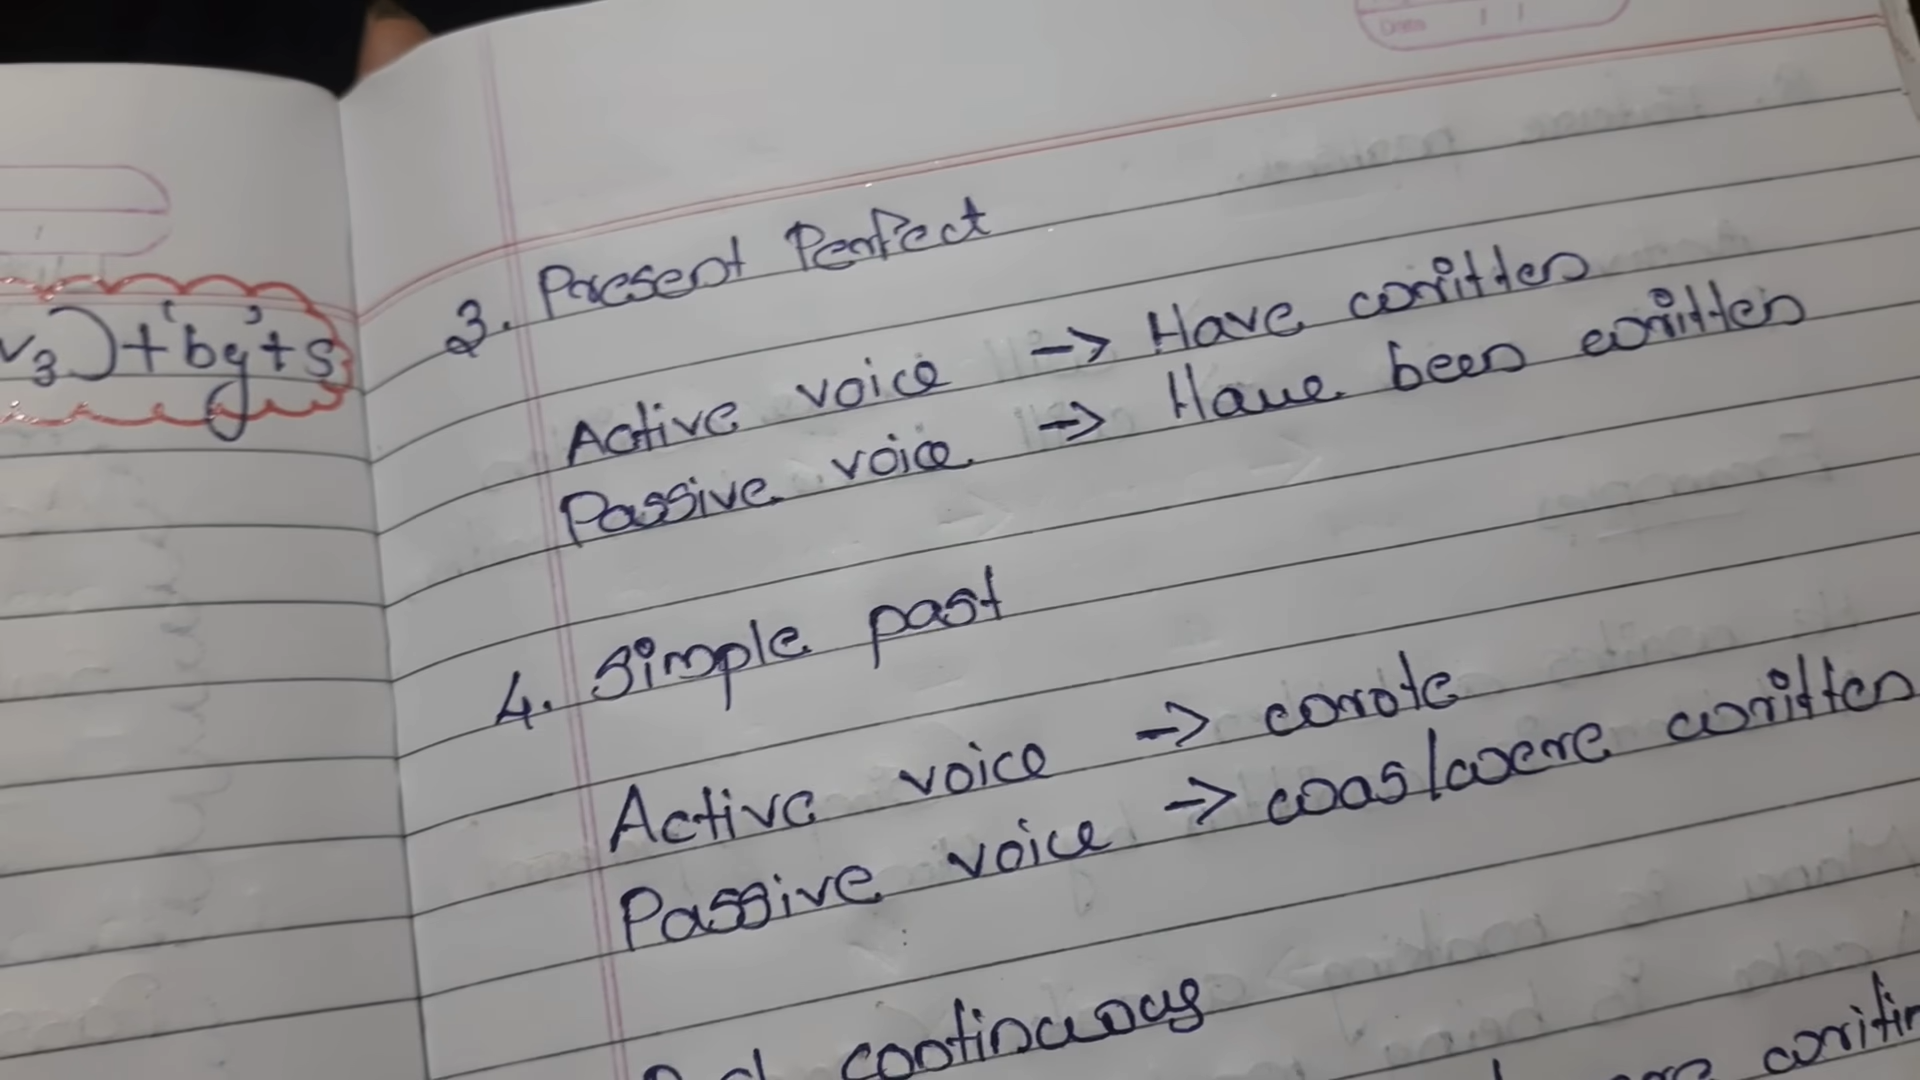 v3) + 'by' + S
3. Present Perfect
Active voice -> Have written
Passive voice -> Have been written
4. Simple past
Active voice -> wrote
Passive voice -> was/were written
continuous